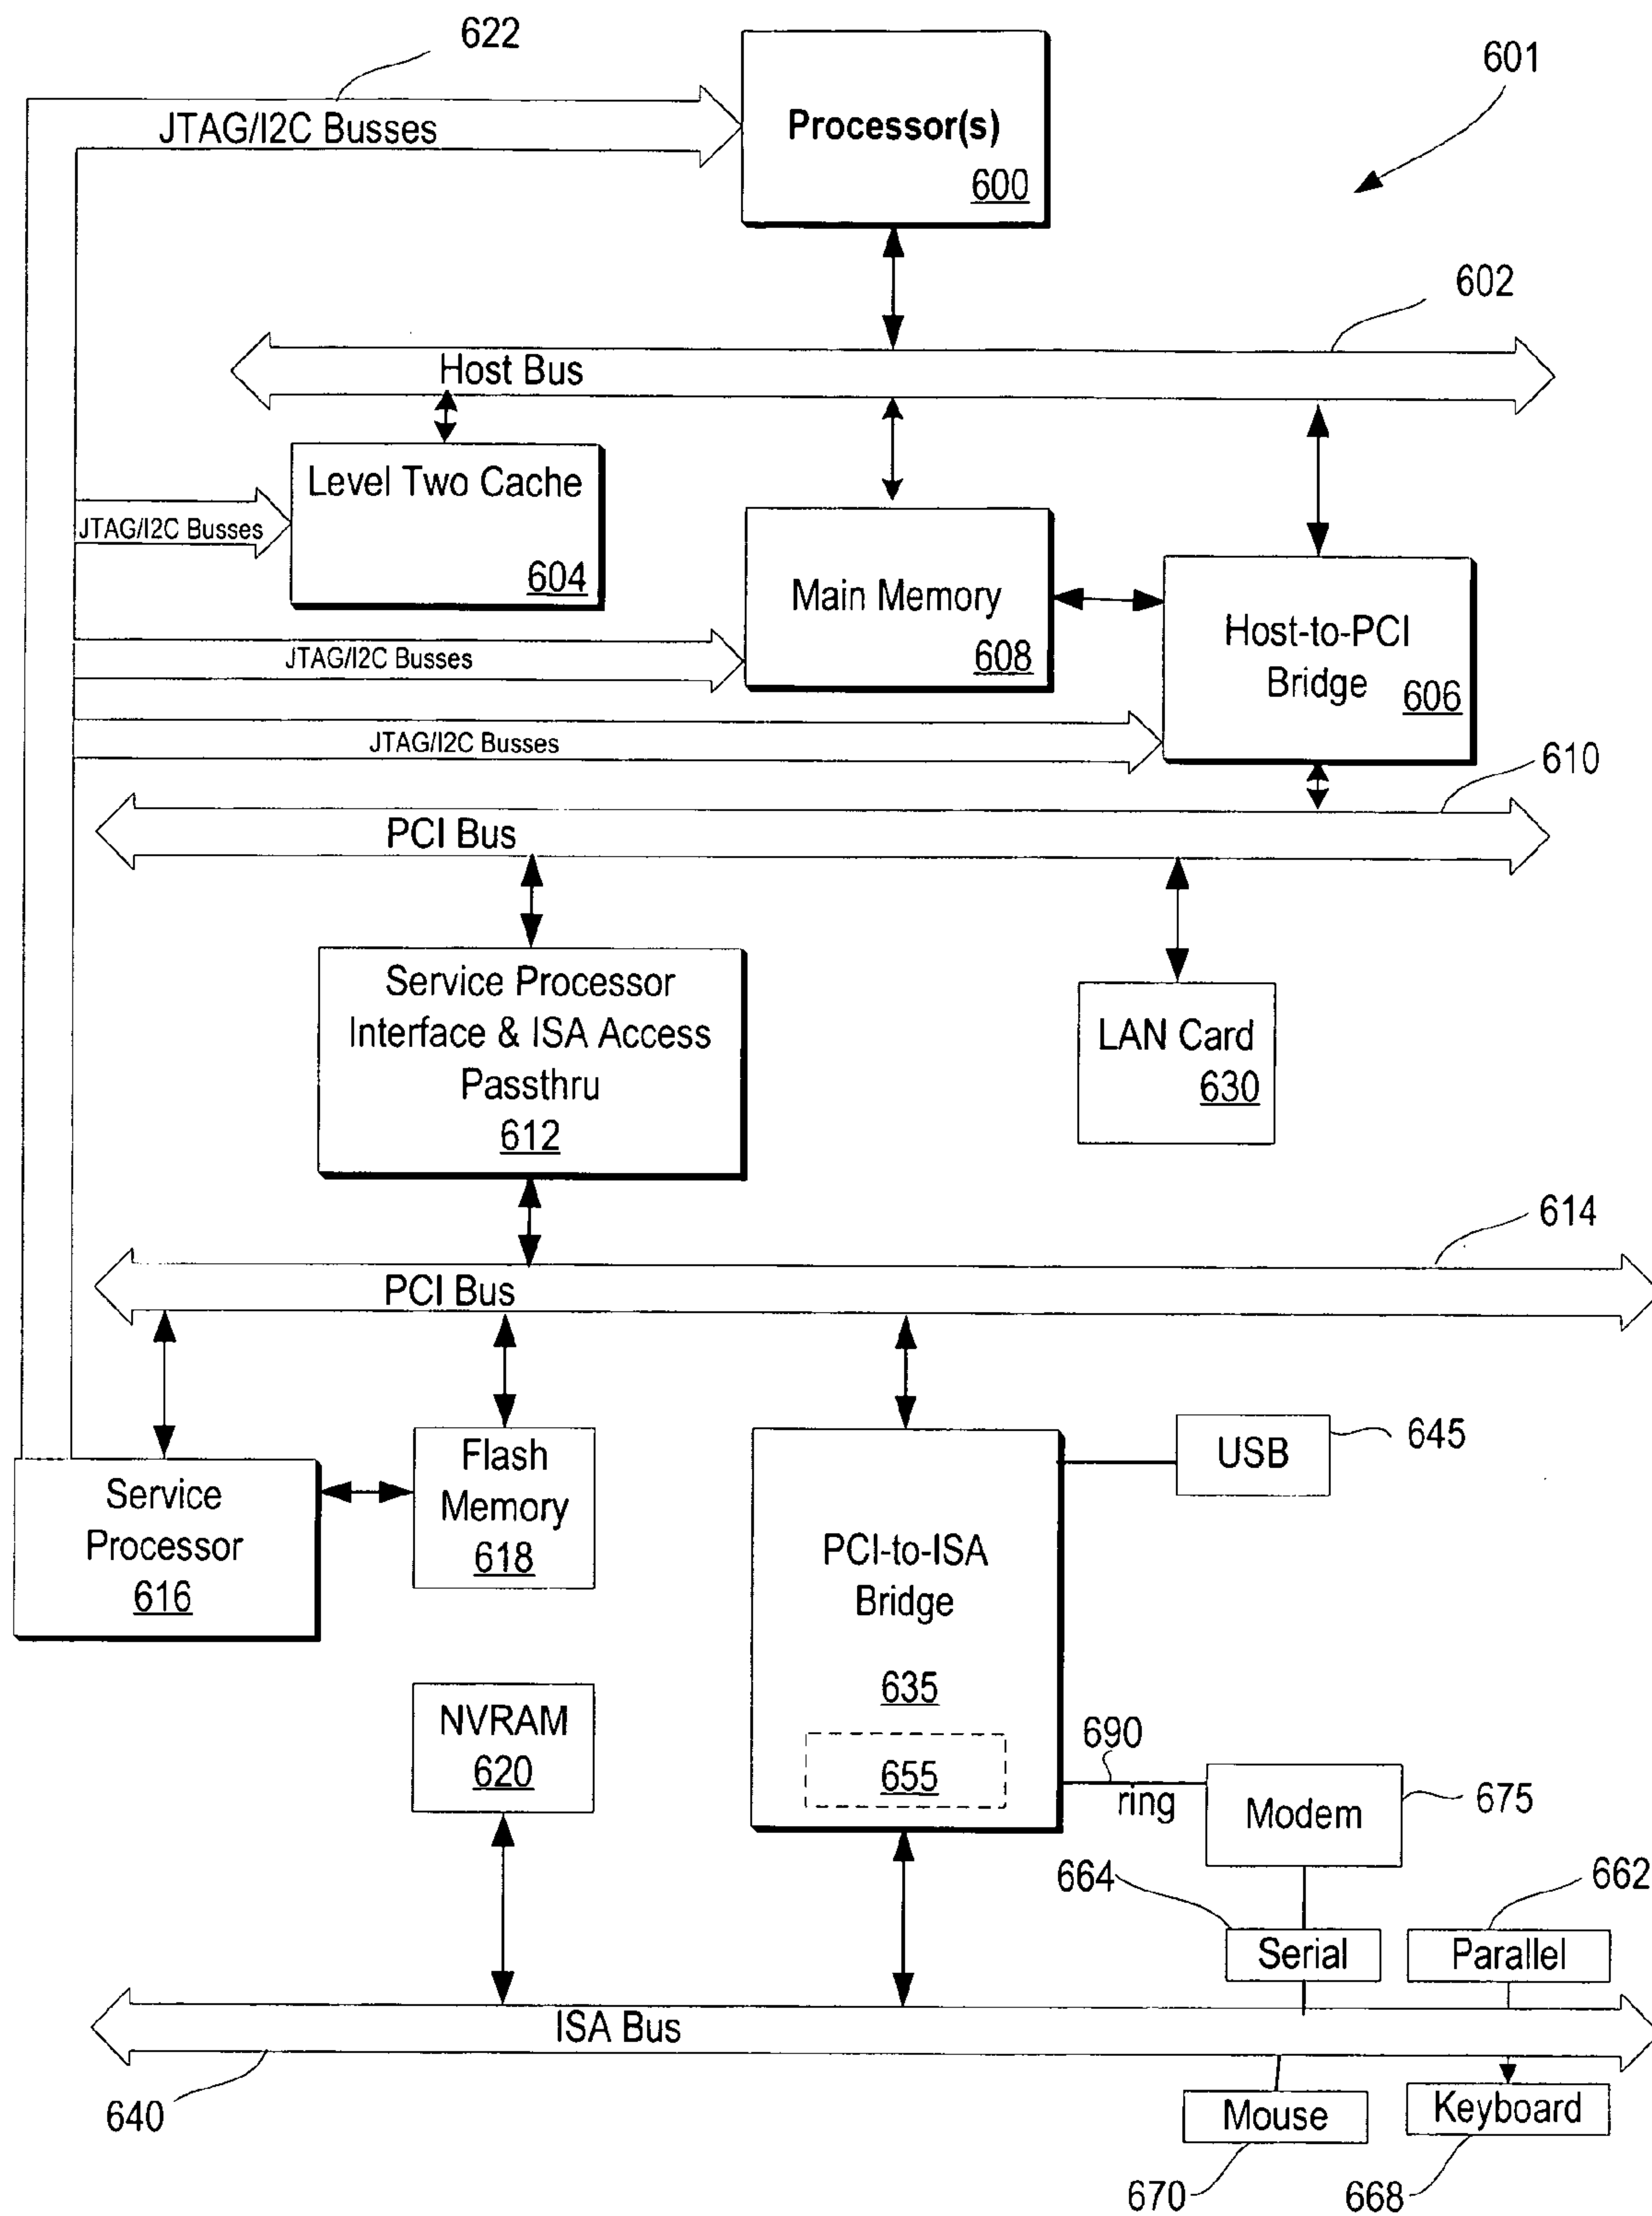 622
601
JTAG/I2C Busses
Processor(s)
600
602
Host Bus
Level Two Cache
604
JTAG/I2C Busses
Main Memory
608
Host-to-PCI
Bridge
606
JTAG/I2C Busses
JTAG/I2C Busses
610
PCI Bus
Service Processor
Interface & ISA Access
Passthru
612
LAN Card
630
614
PCI Bus
Service
Processor
616
Flash
Memory
618
PCI-to-ISA
Bridge
635
655
USB
645
NVRAM
620
690
ring
Modem
675
664
662
Serial
Parallel
ISA Bus
640
Mouse
Keyboard
670
668